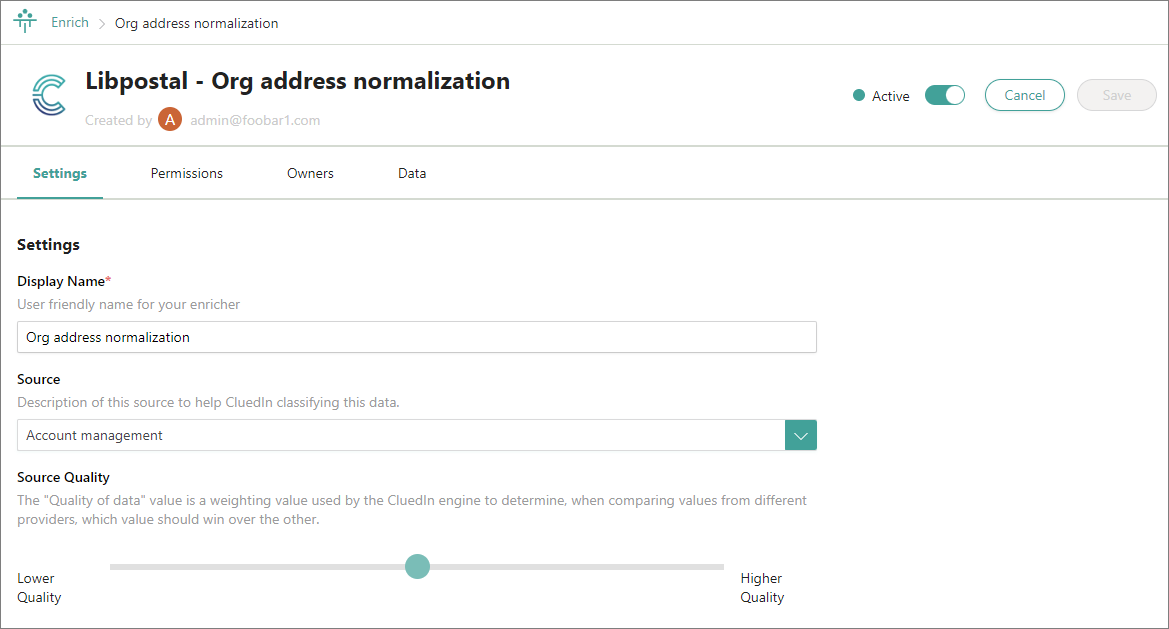 Enrich > Org address normalization
Libpostal - Org address normalization
Created by A admin@foobar1.com
Active
Cancel
Save
Settings
Permissions
Owners
Data
Settings
Display Name*
User friendly name for your enricher
Org address normalization
Source
Description of this source to help CluedIn classifying this data.
Account management
Source Quality
The "Quality of data" value is a weighting value used by the CluedIn engine to determine, when comparing values from different
providers, which value should win over the other.
Lower
Quality
Higher
Quality